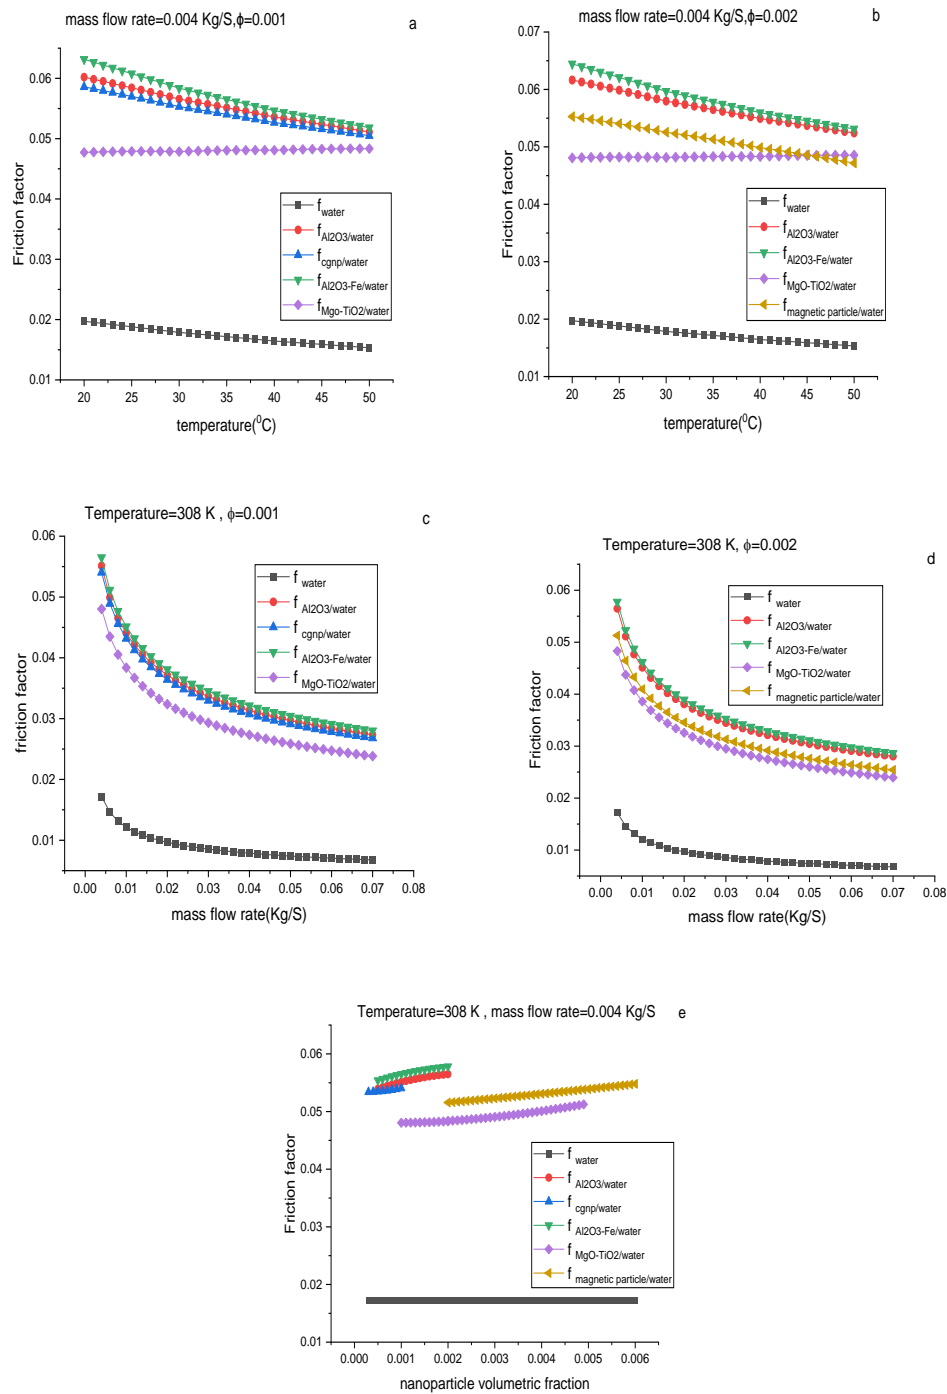 mass flow rate=0.004 Kg/S,ϕ=0.001
a
Friction factor
0.06
0.05
0.04
0.03
0.02
0.01
f water
f Al2O3/water
f cgnp/water
f Al2O3-Fe/water
f Mgo-TiO2/water
20 25 30 35 40 45 50
temperature(⁰C)
mass flow rate=0.004 Kg/S,ϕ=0.002
b
Friction factor
0.07
0.06
0.05
0.04
0.03
0.02
0.01
f water
f Al2O3/water
f Al2O3-Fe/water
f MgO-TiO2/water
f magnetic particle/water
20 25 30 35 40 45 50
temperature(⁰C)
Temperature=308 K , ϕ=0.001
c
friction factor
0.06
0.05
0.04
0.03
0.02
0.01
f water
f Al2O3/water
f cgnp/water
f Al2O3-Fe/water
f MgO-TiO2/water
0.00 0.01 0.02 0.03 0.04 0.05 0.06 0.07 0.08
mass flow rate(Kg/S)
Temperature=308 K, ϕ=0.002
d
Friction factor
0.06
0.05
0.04
0.03
0.02
0.01
f water
f Al2O3/water
f Al2O3-Fe/water
f MgO-TiO2/water
f magnetic particle/water
0.00 0.01 0.02 0.03 0.04 0.05 0.06 0.07 0.08
mass flow rate(Kg/S)
Temperature=308 K , mass flow rate=0.004 Kg/S
e
Friction factor
0.06
0.05
0.04
0.03
0.02
0.01
f water
f Al2O3/water
f cgnp/water
f Al2O3-Fe/water
f MgO-TiO2/water
f magnetic particle/water
0.000 0.001 0.002 0.003 0.004 0.005 0.006
nanoparticle volumetric fraction